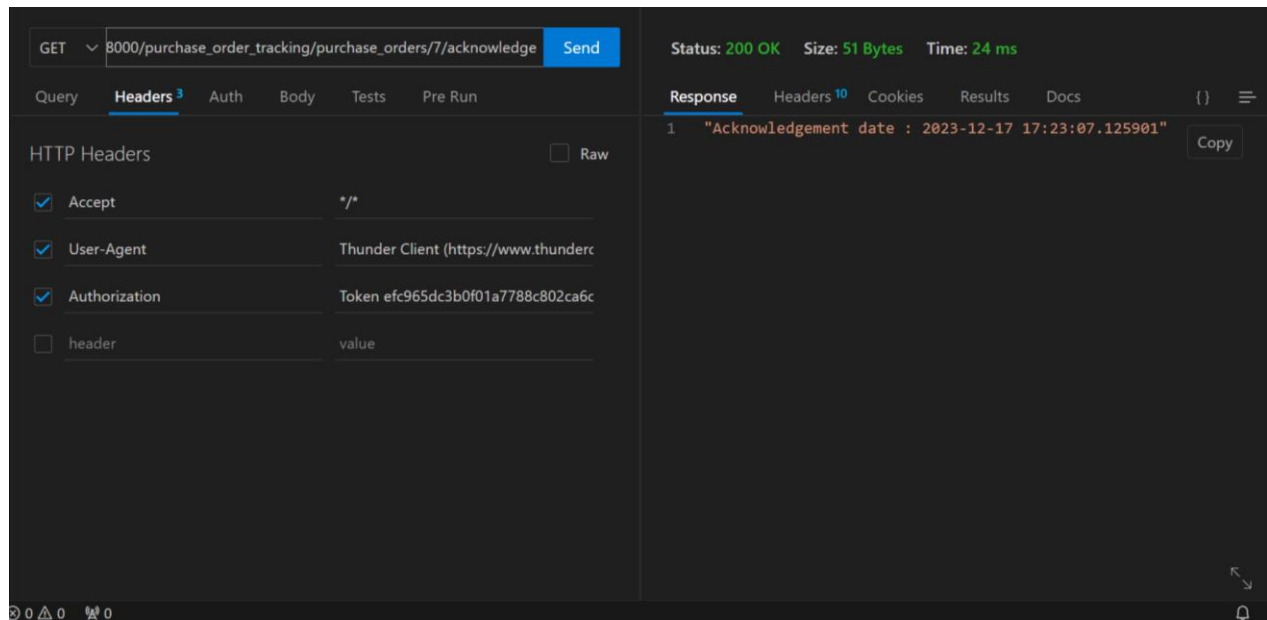 GET 8000/purchase_order_tracking/purchase_orders/7/acknowledge Send
Query Headers 3 Auth Body Tests Pre Run
HTTP Headers Raw
Accept */*
User-Agent Thunder Client (https://www.thunderc
Authorization Token efc965dc3b0f01a7788c802ca6c
header value
Status: 200 OK Size: 51 Bytes Time: 24 ms
Response Headers 10 Cookies Results Docs {}
1 "Acknowledgement date : 2023-12-17 17:23:07.125901"
Copy
0 0 0